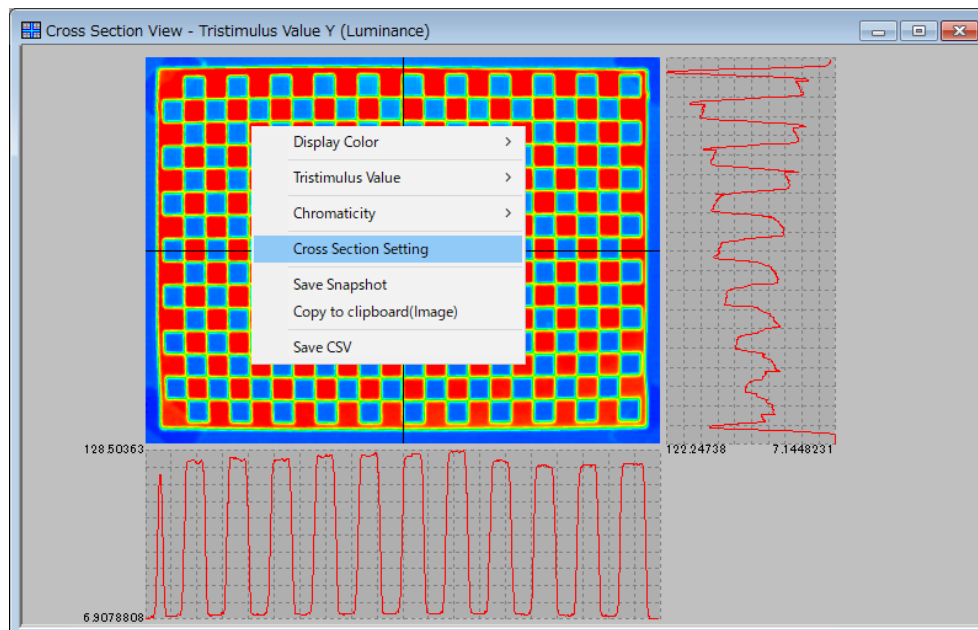 Cross Section View - Tristimulus Value Y (Luminance)
Display Color
Tristimulus Value
Chromaticity
Cross Section Setting
Save Snapshot
Copy to clipboard(Image)
Save CSV
128.50363
122.24738 7.1448231
6.9078808